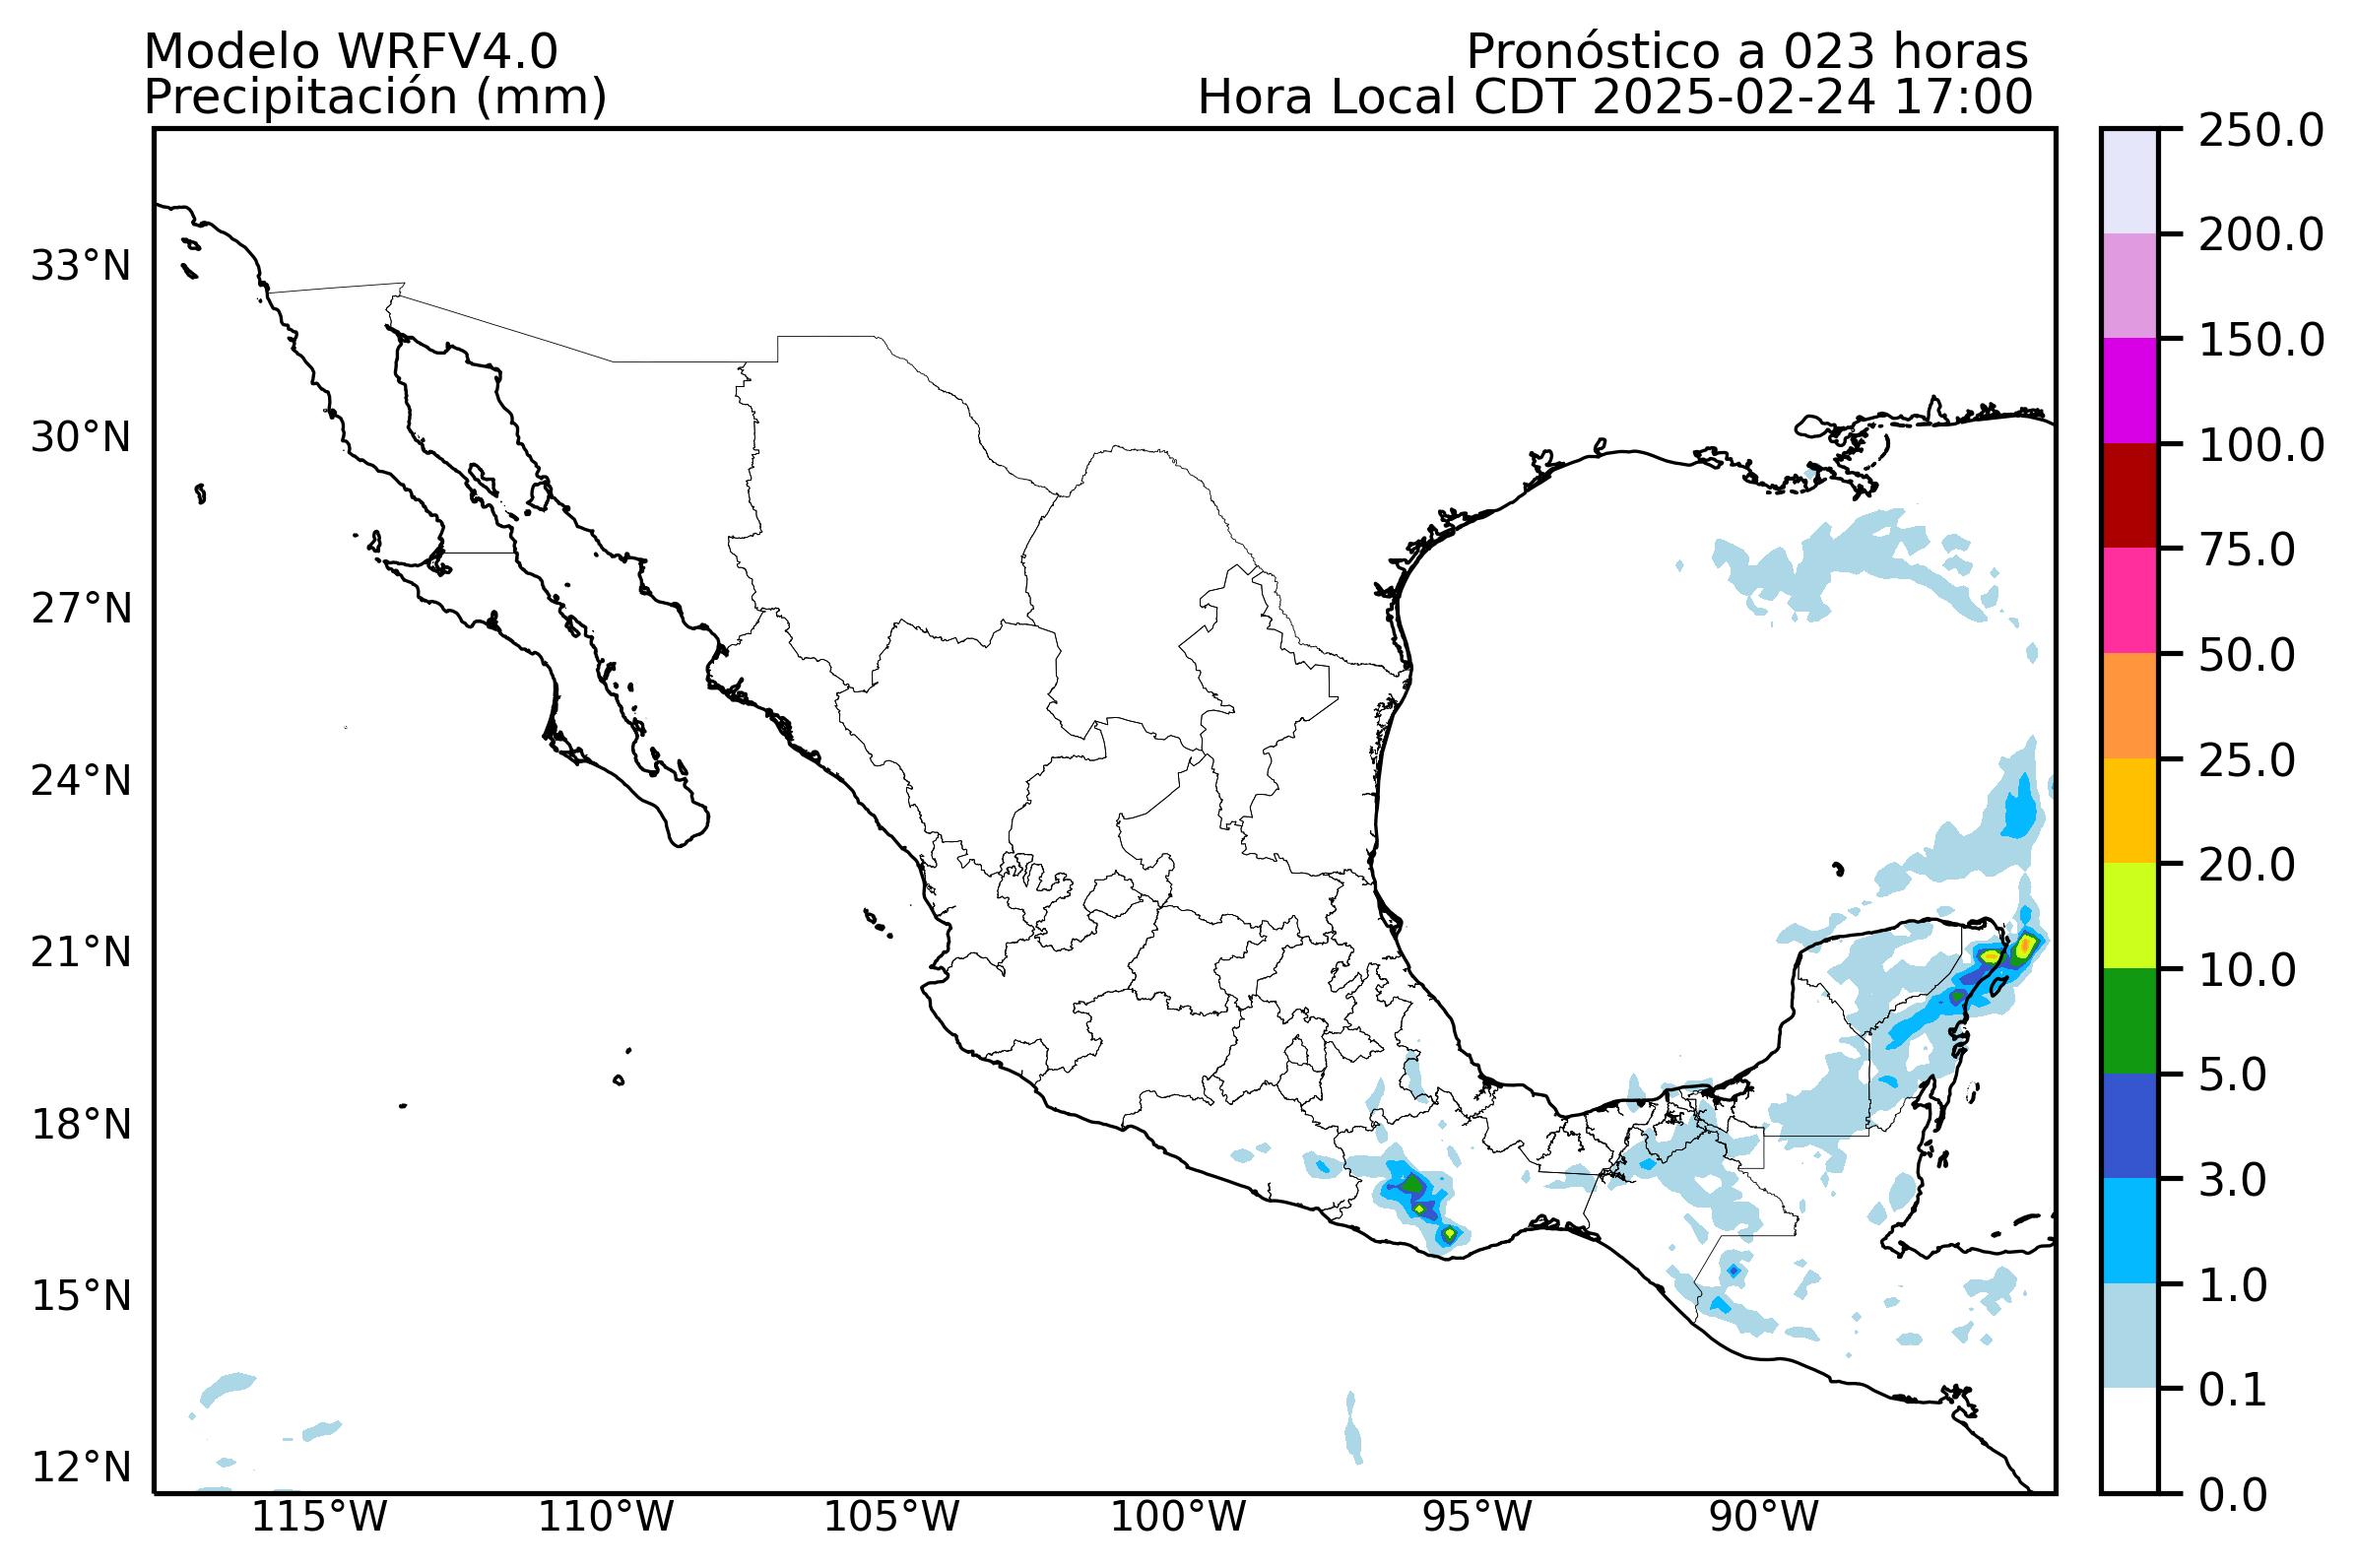 Modelo WRFV4.0
Precipitación (mm)
Pronóstico a 023 horas
Hora Local CDT 2025-02-24 17:00
33°N
30°N
27°N
24°N
21°N
18°N
15°N
12°N
115°W
110°W
105°W
100°W
95°W
90°W
250.0
200.0
150.0
100.0
75.0
50.0
25.0
20.0
10.0
5.0
3.0
1.0
0.1
0.0